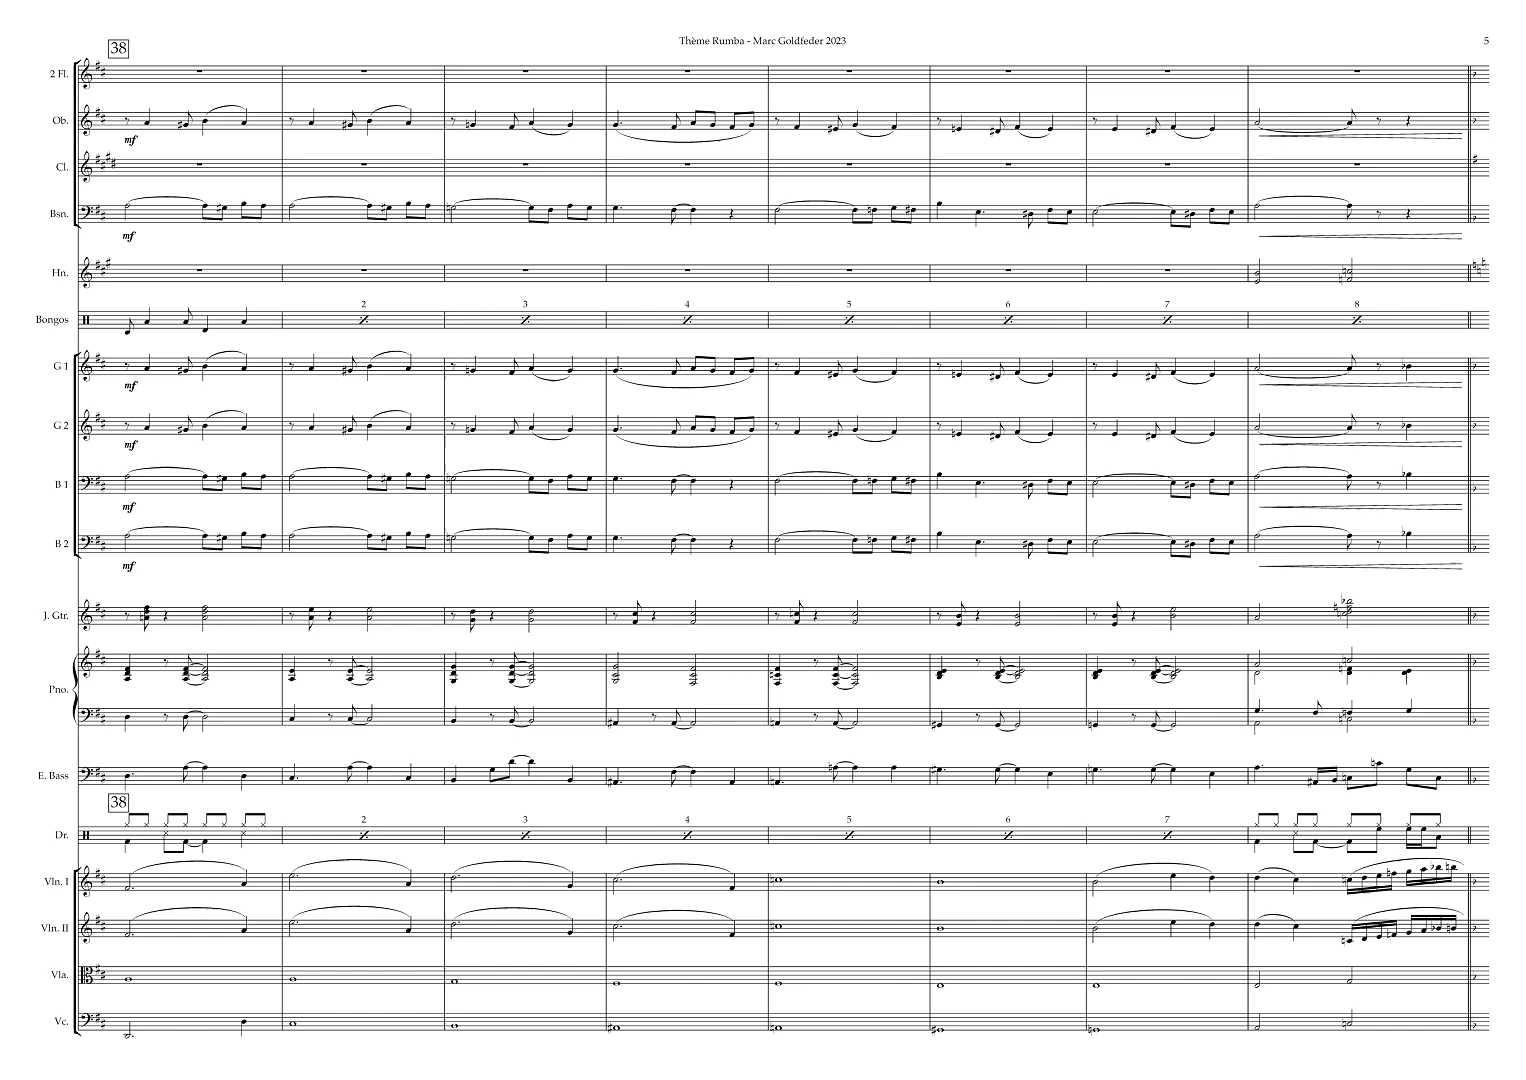 Thème Rumba - Marc Goldfeder 2023
5
38
2 Fl.
Ob.
mf
Cl.
Bsn.
mf
Hn.
Bongos
2 3 4 5 6 7 8
G 1
mf
G 2
mf
B 1
mf
B 2
mf
J. Gtr.
Pno.
E. Bass
38
Dr.
2 3 4 5 6 7
Vln. I
Vln. II
Vla.
Vc.